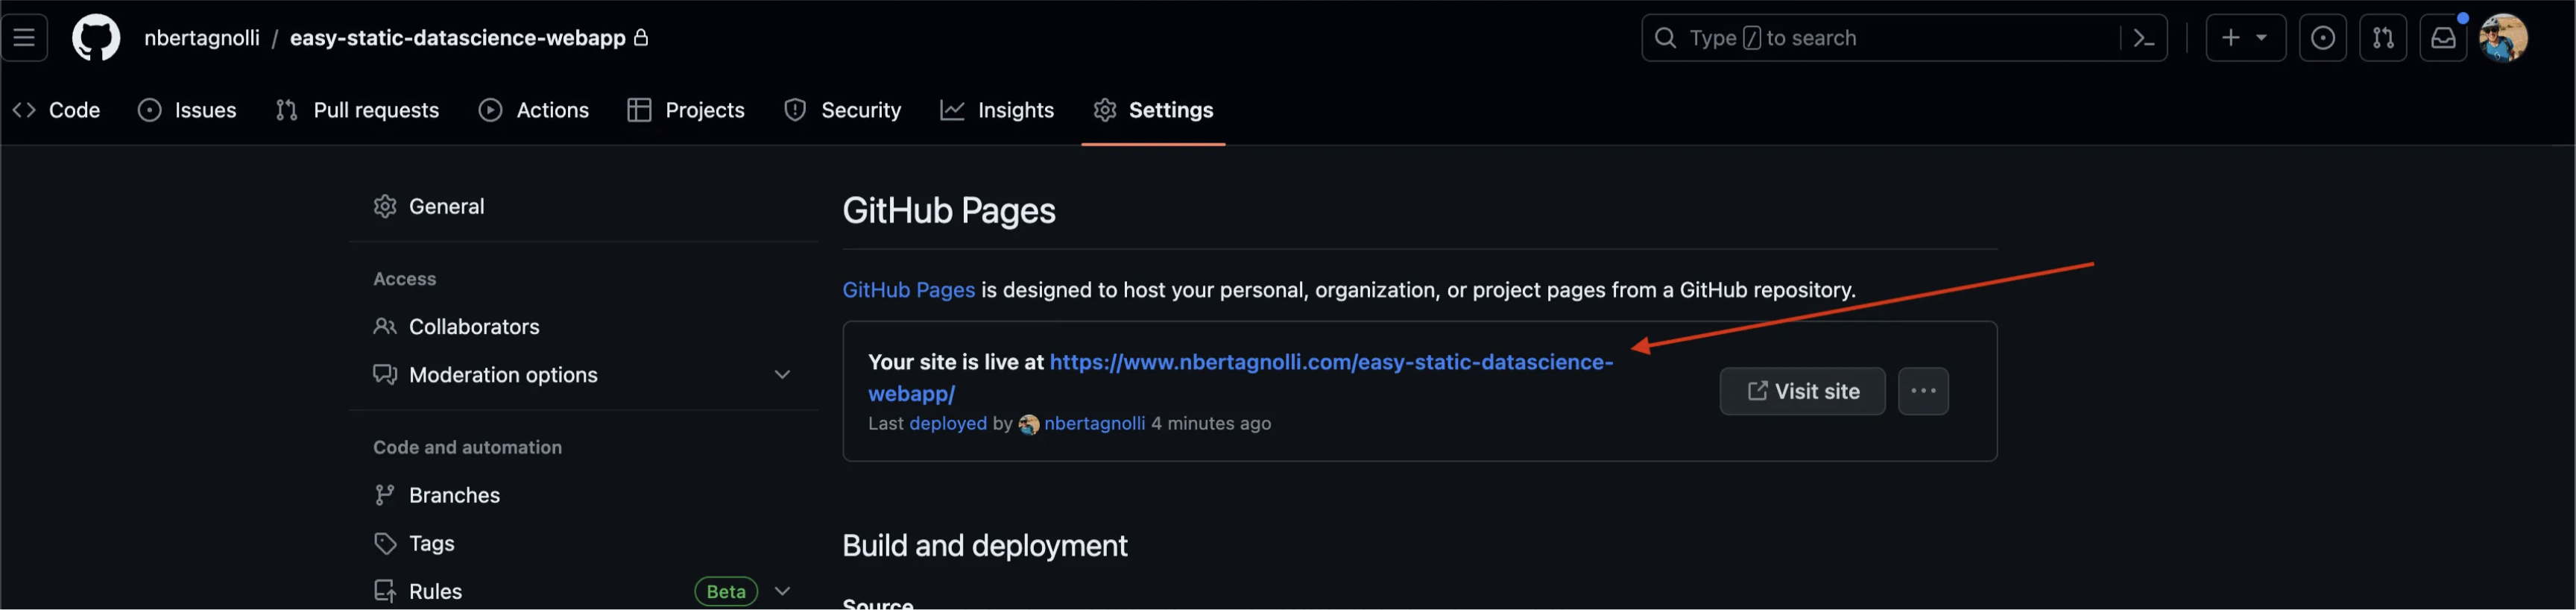 nbertagnolli / easy-static-datascience-webapp
Type / to search
Code Issues Pull requests Actions Projects Security Insights Settings
General
Access
Collaborators
Moderation options
Code and automation
Branches
Tags
Rules Beta
GitHub Pages
GitHub Pages is designed to host your personal, organization, or project pages from a GitHub repository.
Your site is live at https://www.nbertagnolli.com/easy-static-datascience-
webapp/
Last deployed by nbertagnolli 4 minutes ago
Visit site
Build and deployment
Source